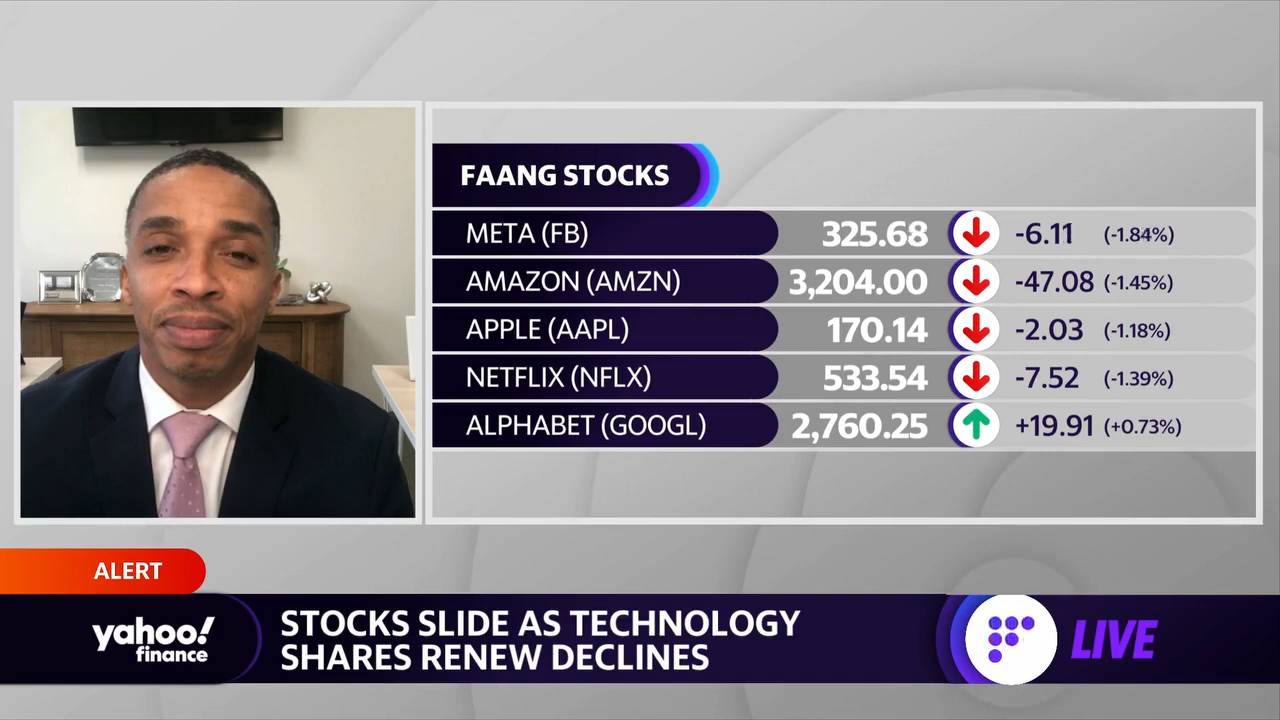 FAANG STOCKS
META (FB) 325.68 -6.11 (-1.84%)
AMAZON (AMZN) 3,204.00 -47.08 (-1.45%)
APPLE (AAPL) 170.14 -2.03 (-1.18%)
NETFLIX (NFLX) 533.54 -7.52 (-1.39%)
ALPHABET (GOOGL) 2,760.25 +19.91 (+0.73%)
ALERT
yahoo!
finance
STOCKS SLIDE AS TECHNOLOGY
SHARES RENEW DECLINES
LIVE